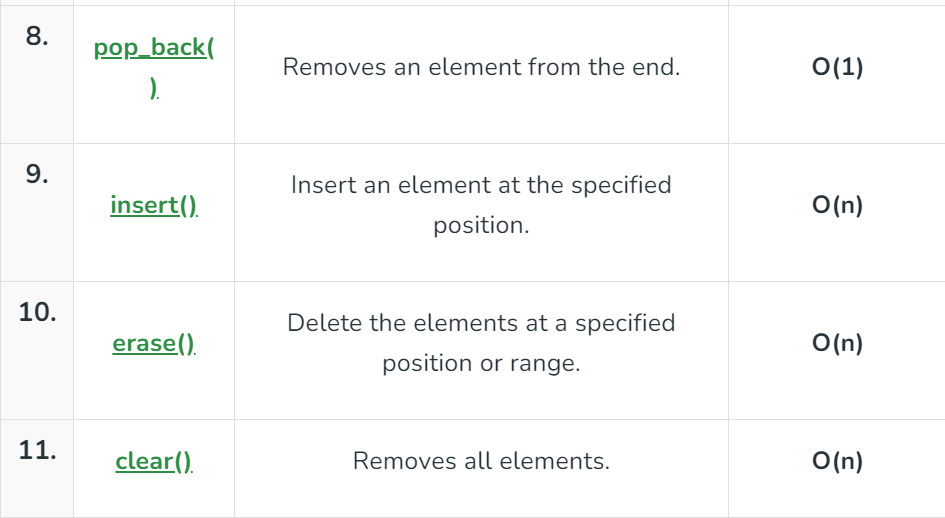 8.
pop_back(
)
Removes an element from the end.
O(1)
9.
insert()
Insert an element at the specified
position.
O(n)
10.
erase()
Delete the elements at a specified
position or range.
O(n)
11.
clear()
Removes all elements.
O(n)